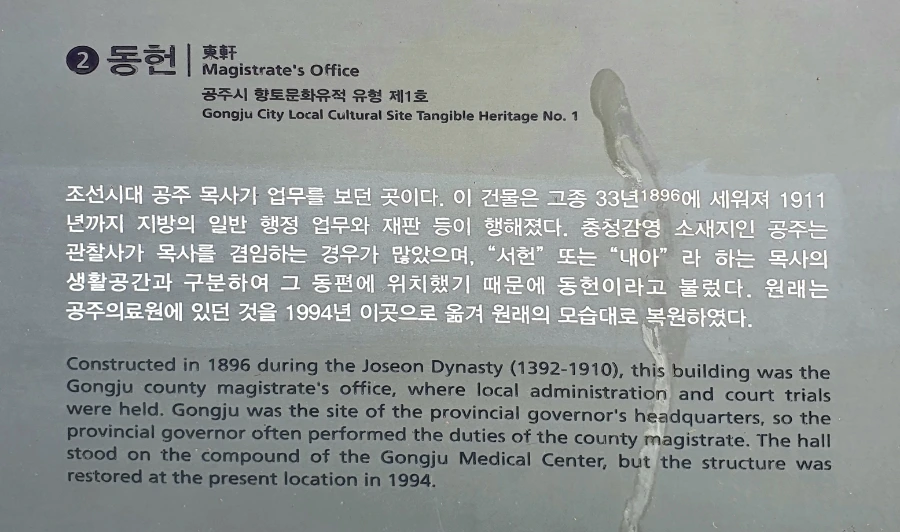 2 동헌 東軒
Magistrate's Office
공주시 향토문화유적 유형 제1호
Gongju City Local Cultural Site Tangible Heritage No. 1
조선시대 공주 목사가 업무를 보던 곳이다. 이 건물은 고종 33년1896에 세워져 1911
년까지 지방의 일반 행정 업무와 재판 등이 행해졌다. 충청감영 소재지인 공주는
관찰사가 목사를 겸임하는 경우가 많았으며, “서헌” 또는 “내아” 라 하는 목사의
생활공간과 구분하여 그 동편에 위치했기 때문에 동헌이라고 불렀다. 원래는
공주의료원에 있던 것을 1994년 이곳으로 옮겨 원래의 모습대로 복원하였다.
Constructed in 1896 during the Joseon Dynasty (1392-1910), this building was the
Gongju county magistrate's office, where local administration and court trials
were held. Gongju was the site of the provincial governor's headquarters, so the
provincial governor often performed the duties of the county magistrate. The hall
stood on the compound of the Gongju Medical Center, but the structure was
restored at the present location in 1994.